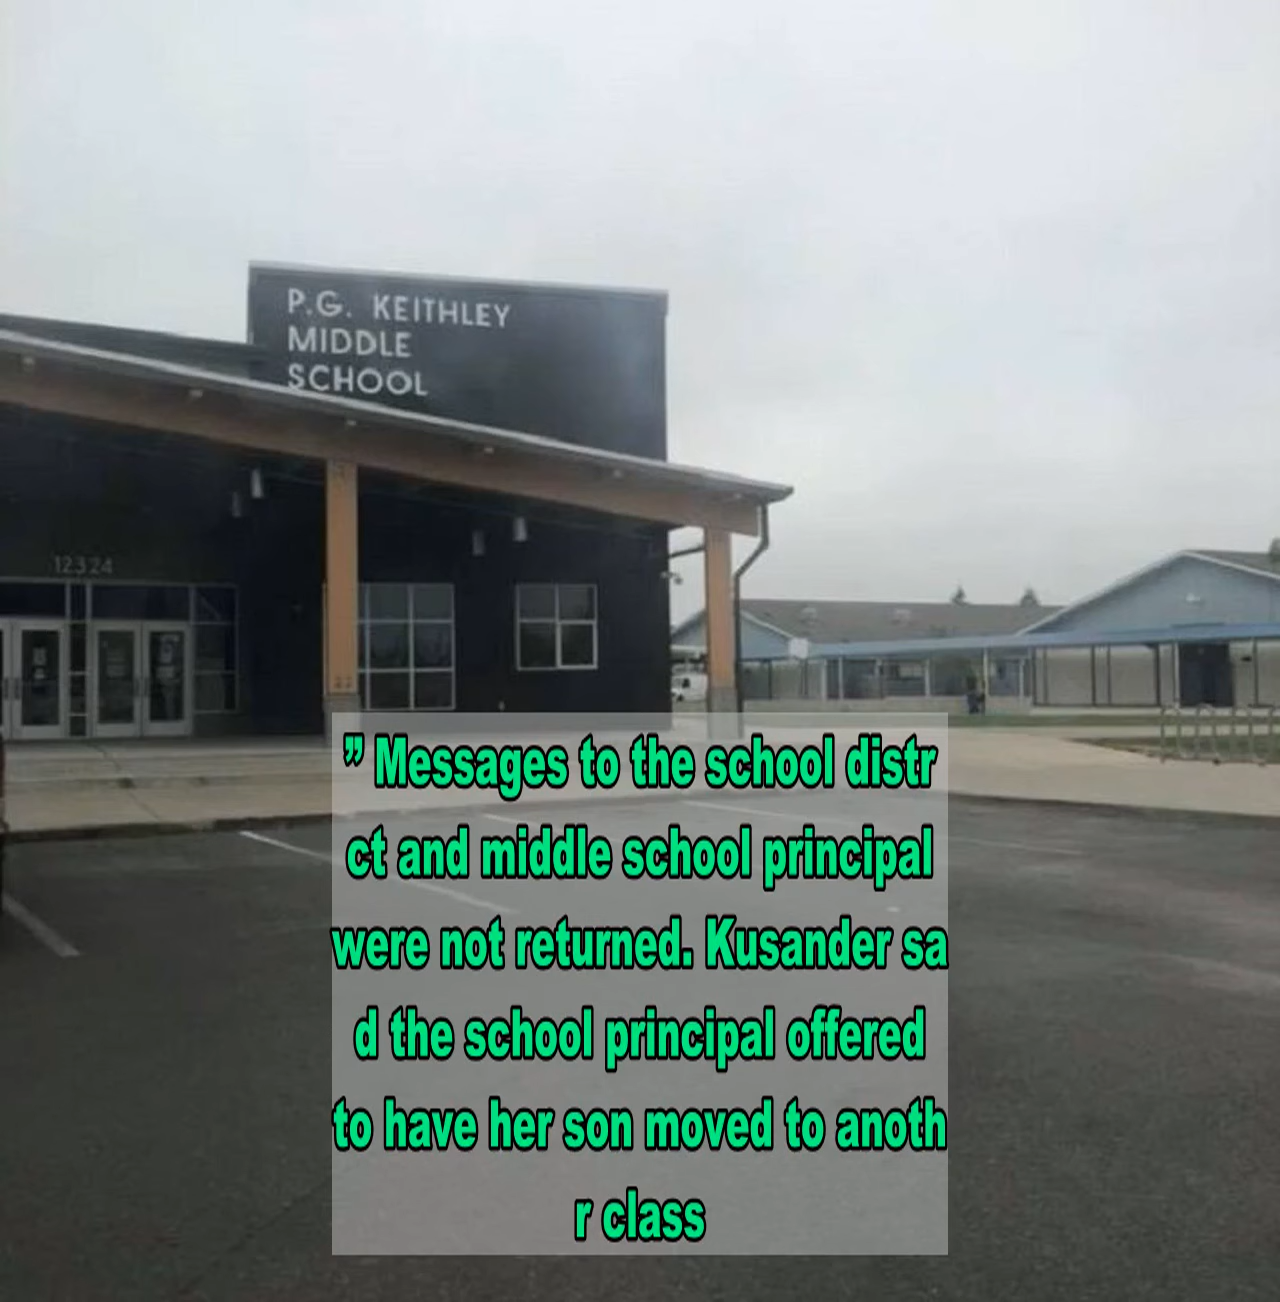 P.G. KEITHLEY
MIDDLE
SCHOOL
12324
” Messages to the school distr
ct and middle school principal
were not returned. Kusander sa
d the school principal offered
to have her son moved to anoth
r class